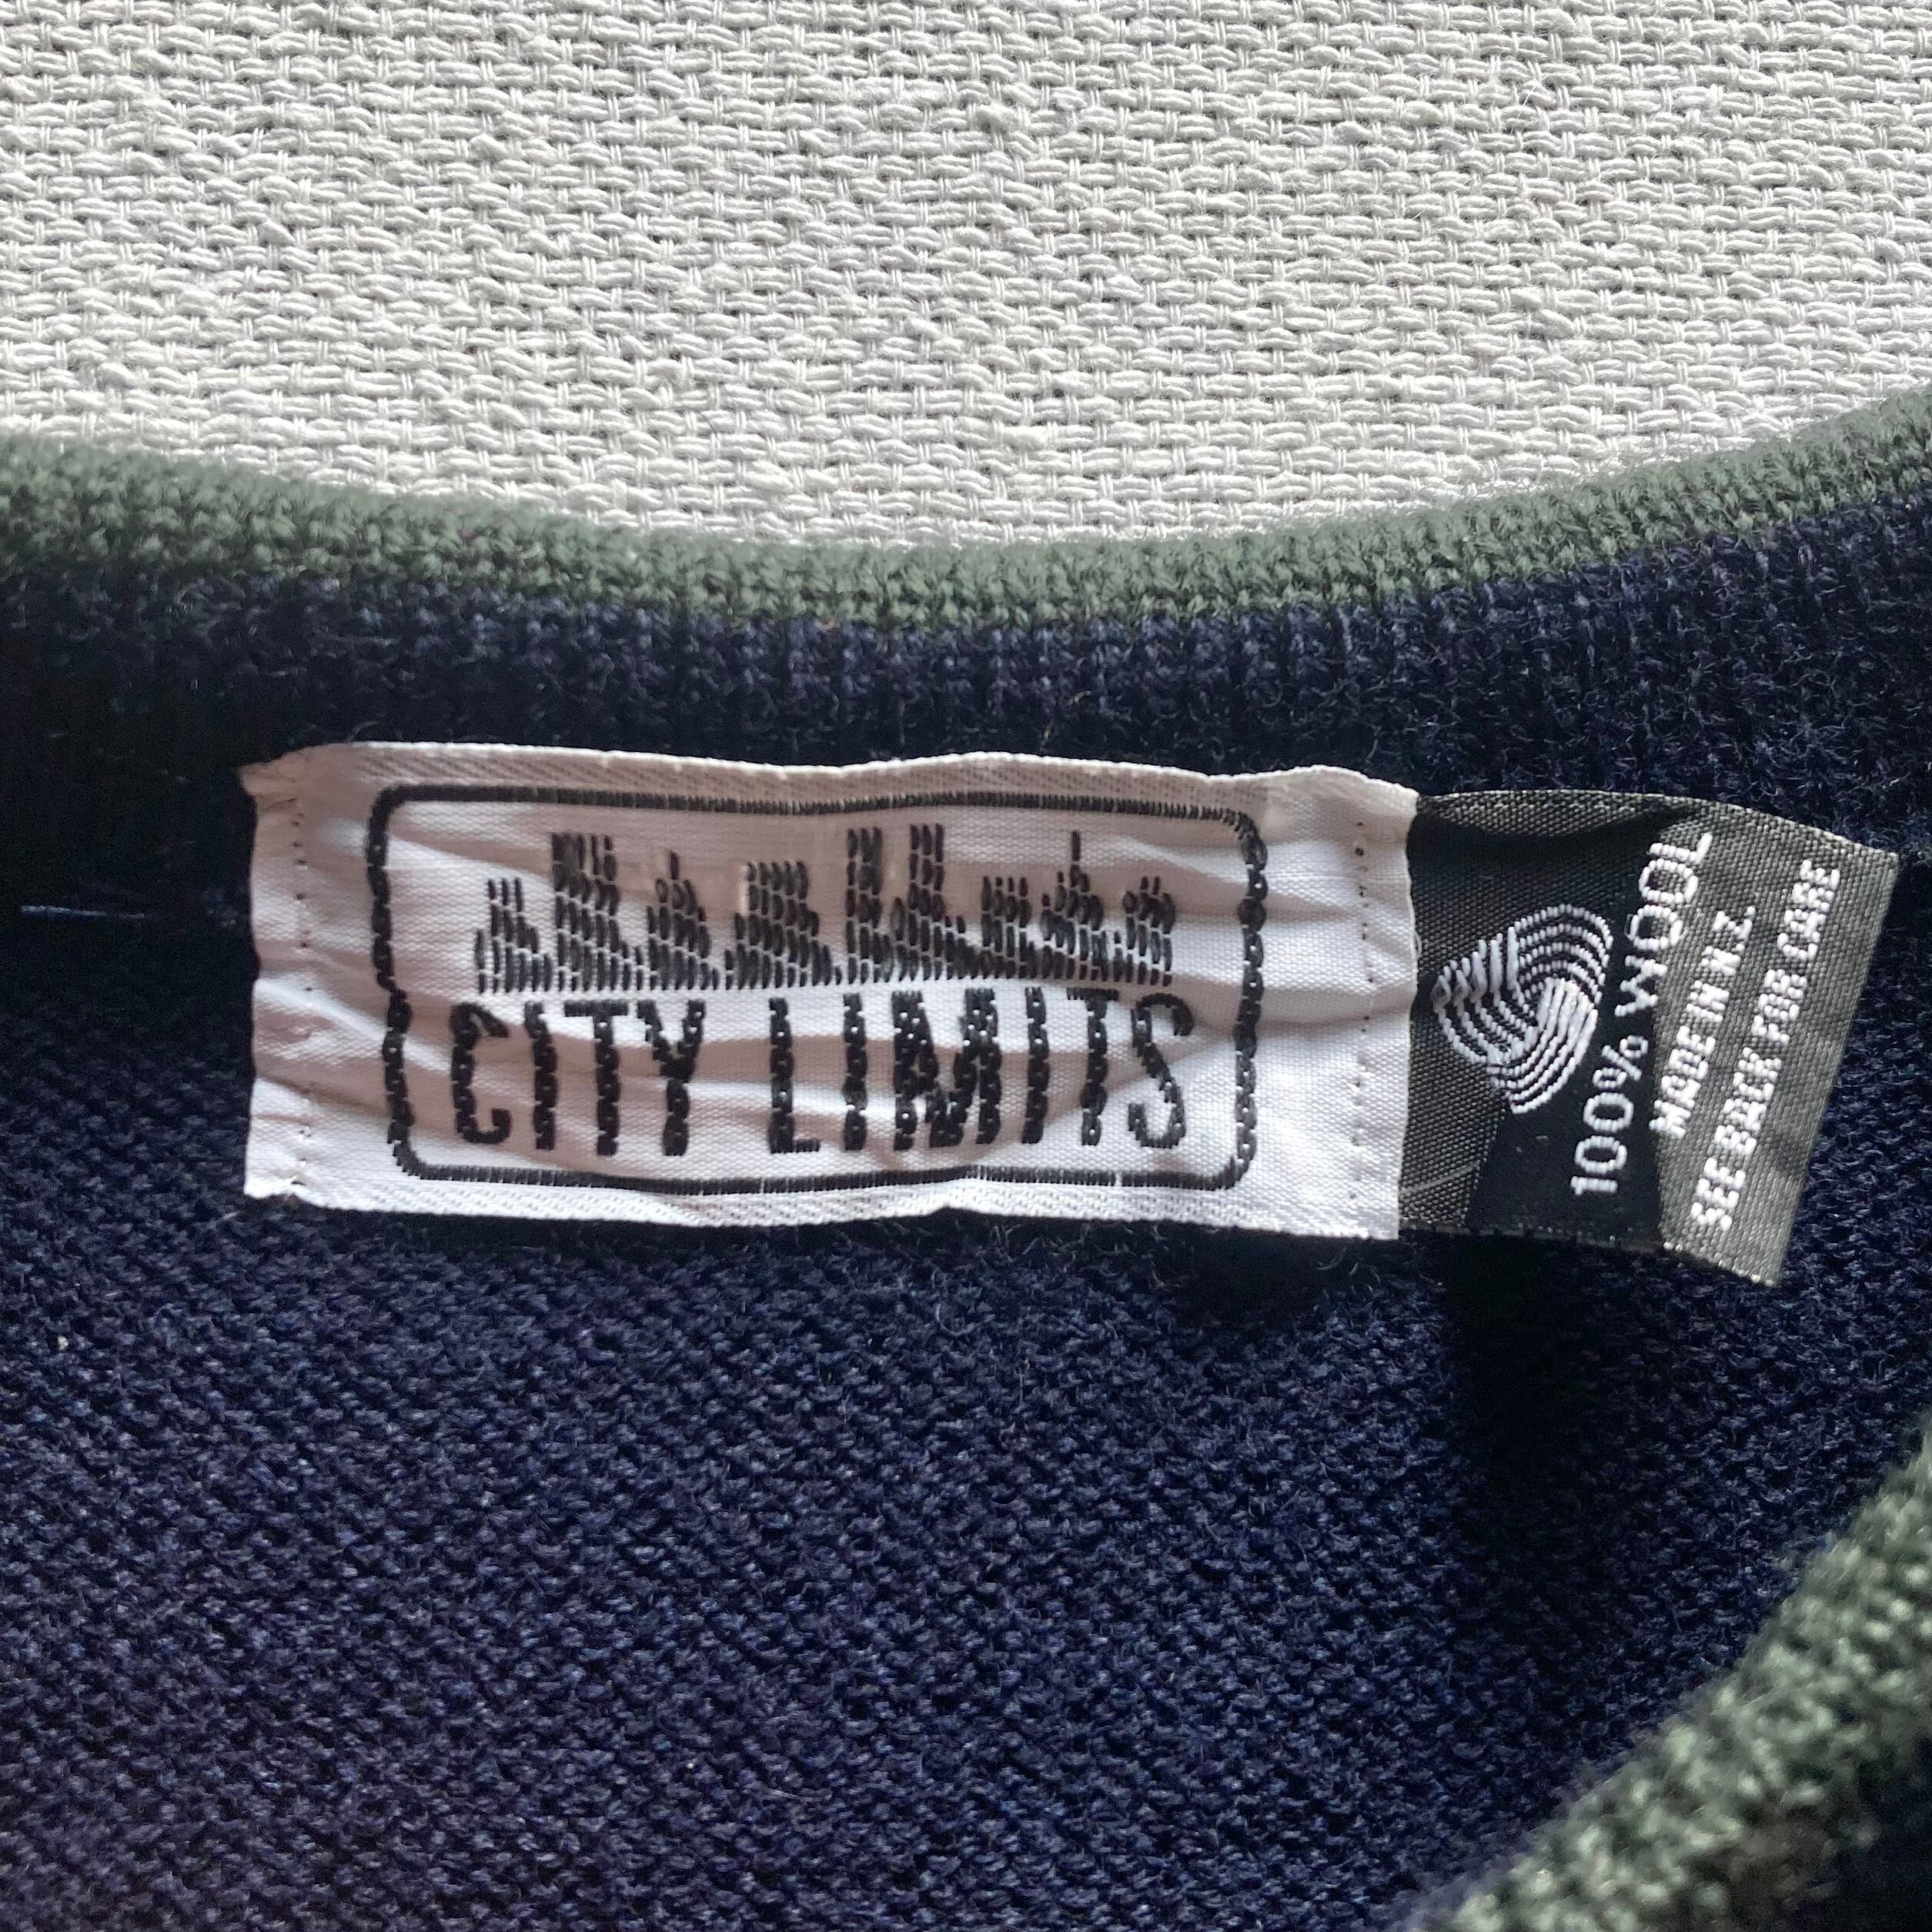 CITY LIMITS
100% WOOL
MADE IN N.Z.
SEE BACK FOR CARE